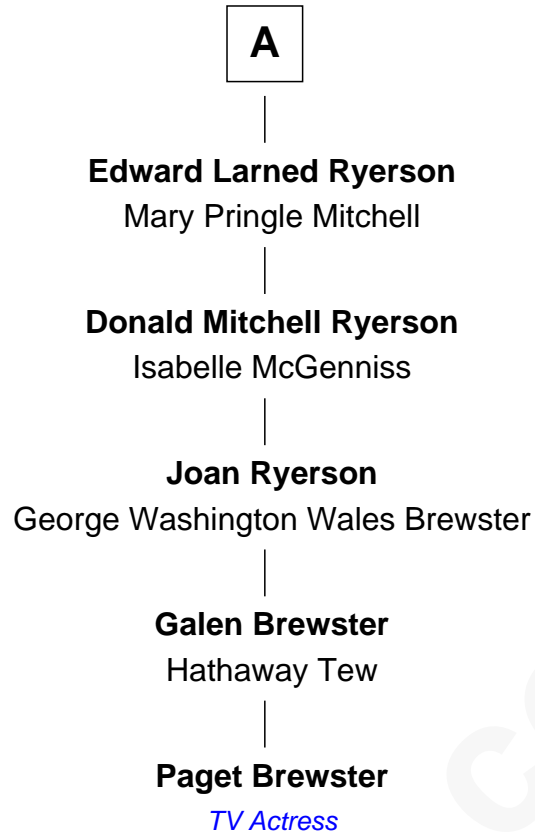 A
Edward Larned Ryerson
Mary Pringle Mitchell
Donald Mitchell Ryerson
Isabelle McGenniss
Joan Ryerson
George Washington Wales Brewster
Galen Brewster
Hathaway Tew
Paget Brewster
TV Actress